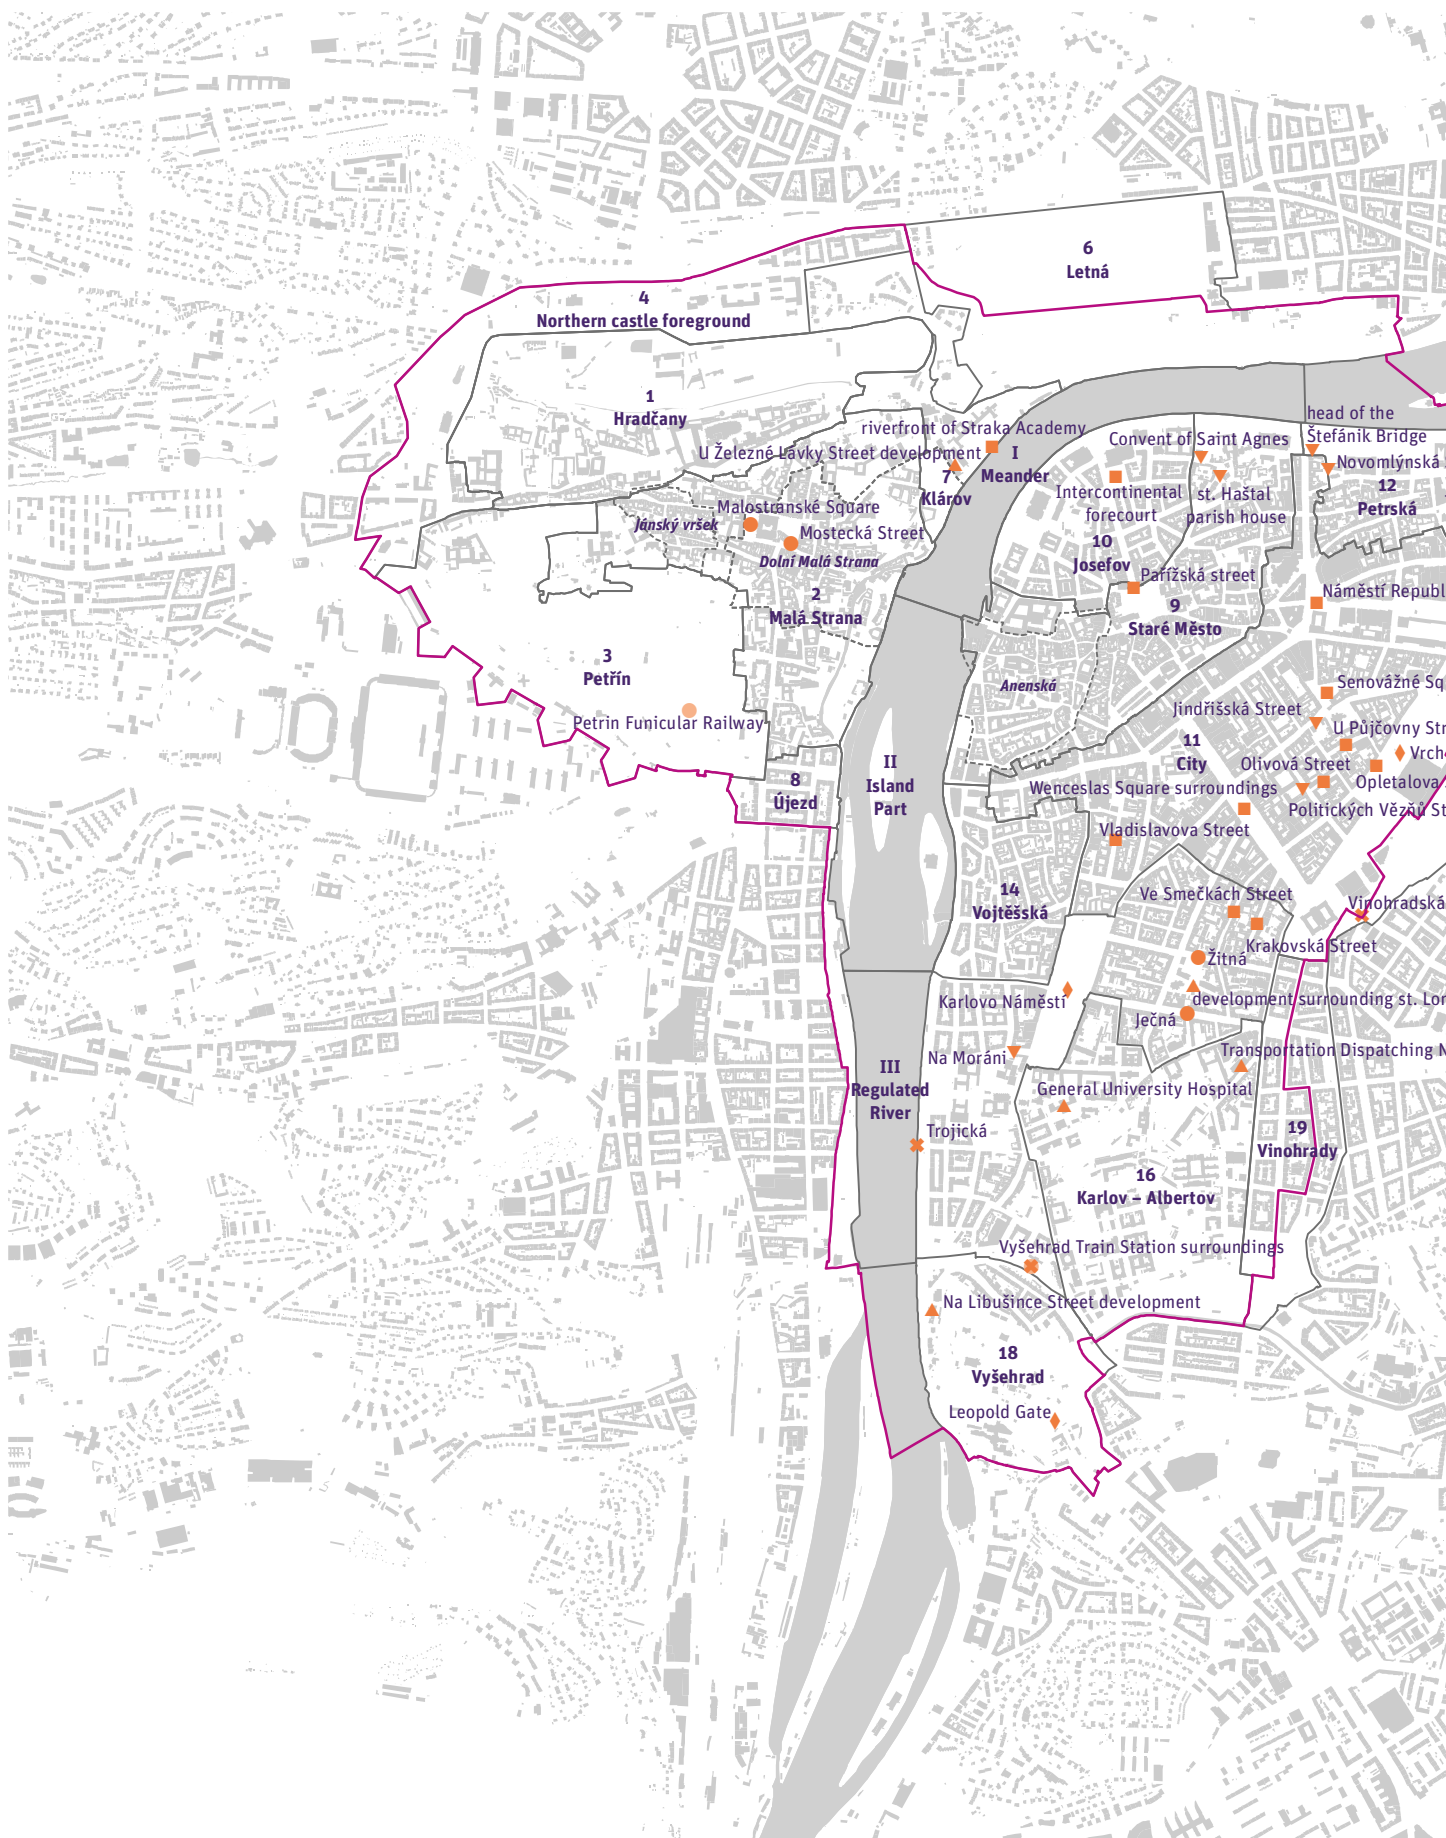 6
Letná
4
Northern castle foreground
1
Hradčany
head of the
Štefánik Bridge
riverfront of Straka Academy
Convent of Saint Agnes
U Železné Lávky Street development
I
Meander
7
Klárov
Novomlýnská
12
Petrská
Intercontinental
forecourt
st. Haštal
parish house
Malostranské Square
Jánský vršek
Mostecká Street
Dolní Malá Strana
10
Josefov
Pařížská street
2
Malá Strana
9
Staré Město
Náměstí Republ
3
Petřín
Anenská
Senovážné Sq
Jindřišská Street
Petrin Funicular Railway
U Půjčovny Str
11
City
Olivová Street
Opletalova
II
Island
Part
8
Újezd
Wenceslas Square surroundings
Politických Vězňů St
Vladislavova Street
14
Vojtěšská
Ve Smečkách Street
Vinohradská
Krakovská Street
Žitná
Karlovo Náměstí
development surrounding st. Lon
Ječná
Na Moráni
Transportation Dispatching N
III
Regulated
River
General University Hospital
Trojická
19
Vinohrady
16
Karlov – Albertov
Vyšehrad Train Station surroundings
Na Libušince Street development
18
Vyšehrad
Leopold Gate